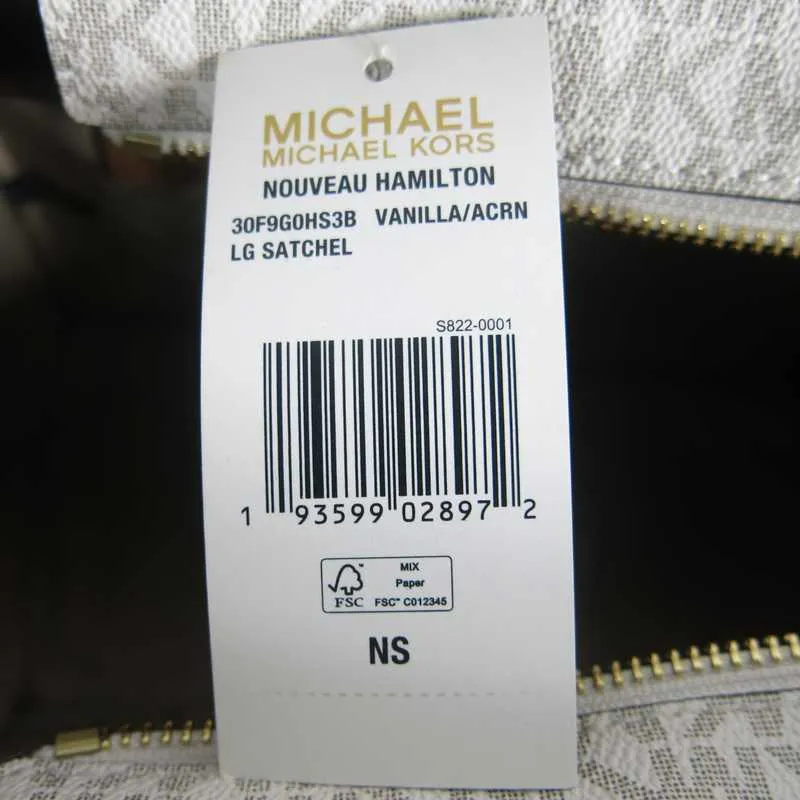 MICHAEL
MICHAEL KORS
NOUVEAU HAMILTON
30F9G0HS3B VANILLA/ACRN
LG SATCHEL
S822-0001
1 93599 02897 2
FSC
MIX
Paper
FSC™ C012345
NS